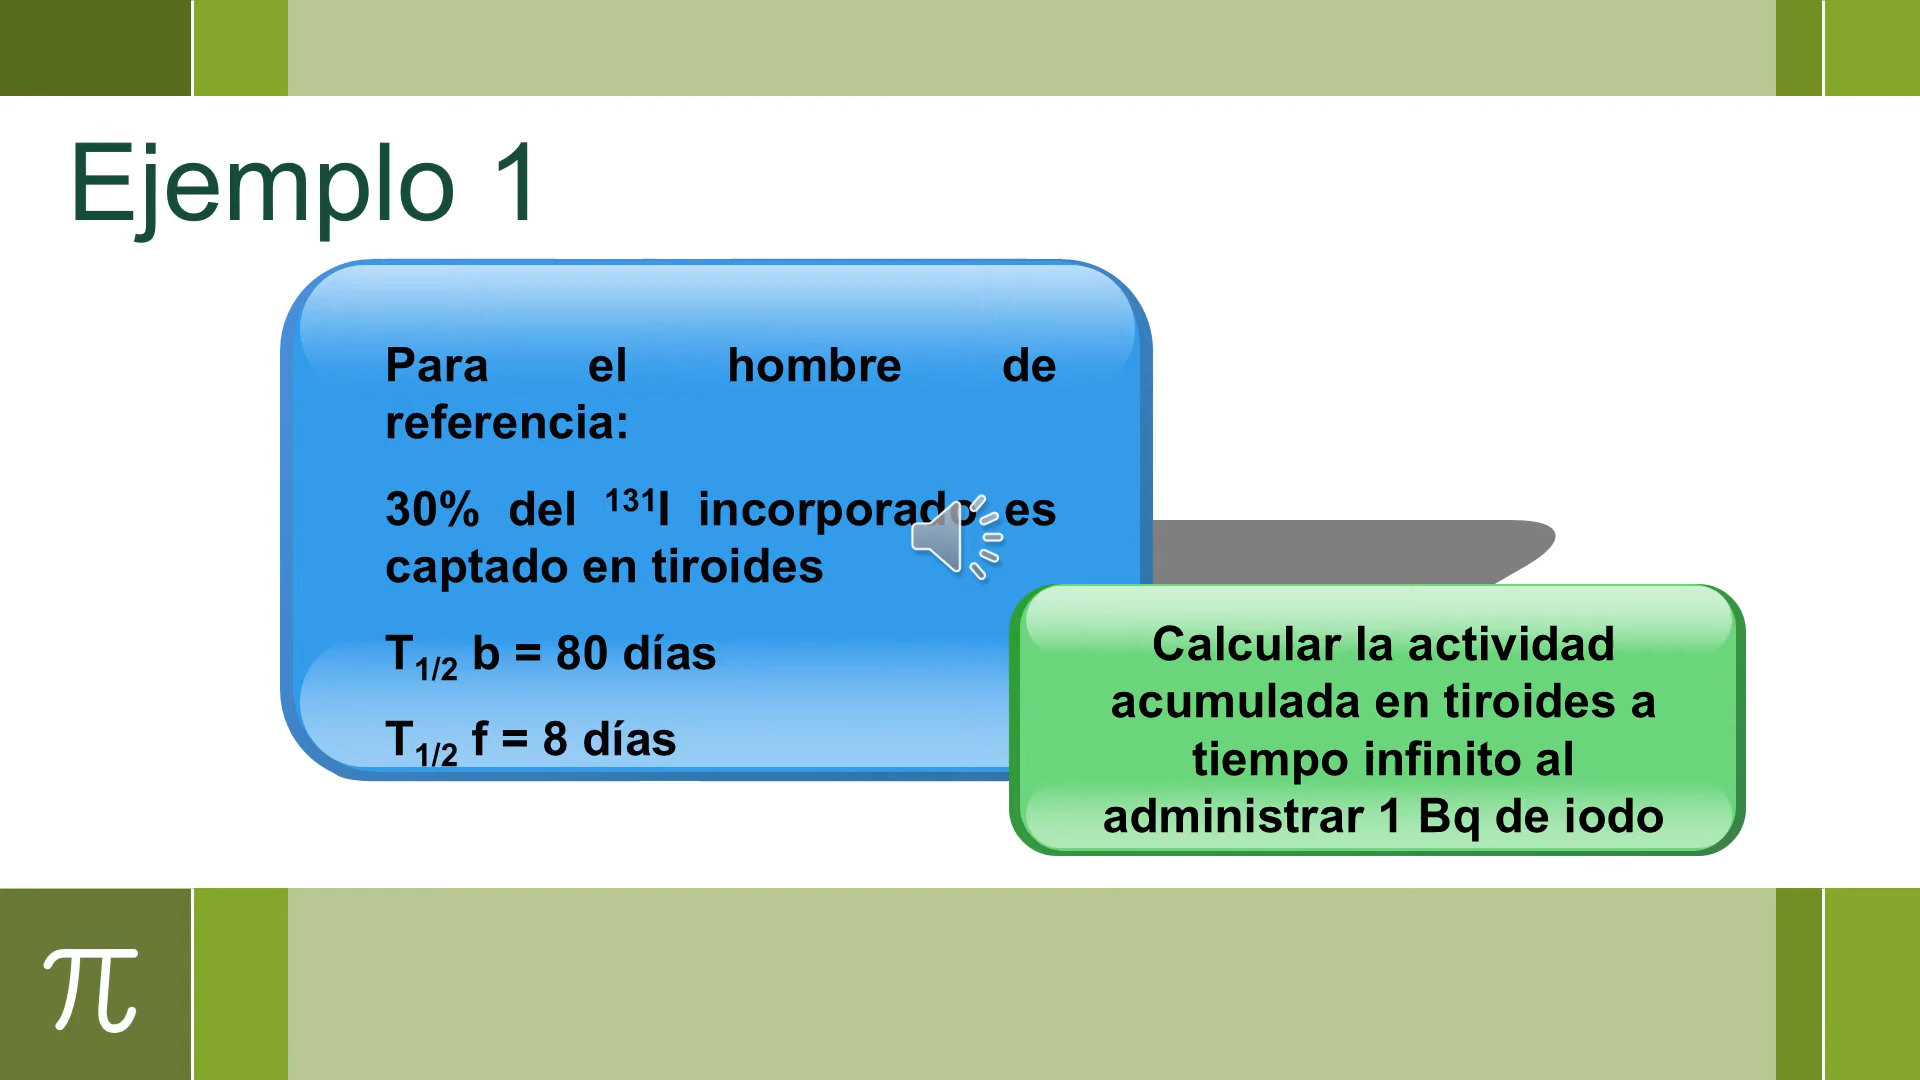 Ejemplo 1
Para el hombre de
referencia:
30% del ¹³¹I incorporado es
captado en tiroides
T₁/₂ b = 80 días
T₁/₂ f = 8 días
Calcular la actividad
acumulada en tiroides a
tiempo infinito al
administrar 1 Bq de iodo
π